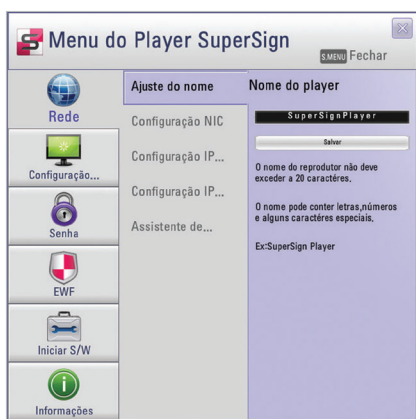 Menu do Player SuperSign
S.MENU Fechar
Rede
Configuração...
Senha
EWF
Iniciar S/W
Informações
Ajuste do nome
Configuração NIC
Configuração IP...
Configuração IP...
Assistente de...
Nome do player
SuperSignPlayer
Salvar
O nome do reprodutor não deve
exceder a 20 caractéres.
O nome pode conter letras,números
e alguns caractéres especiais,
Ex:SuperSign Player